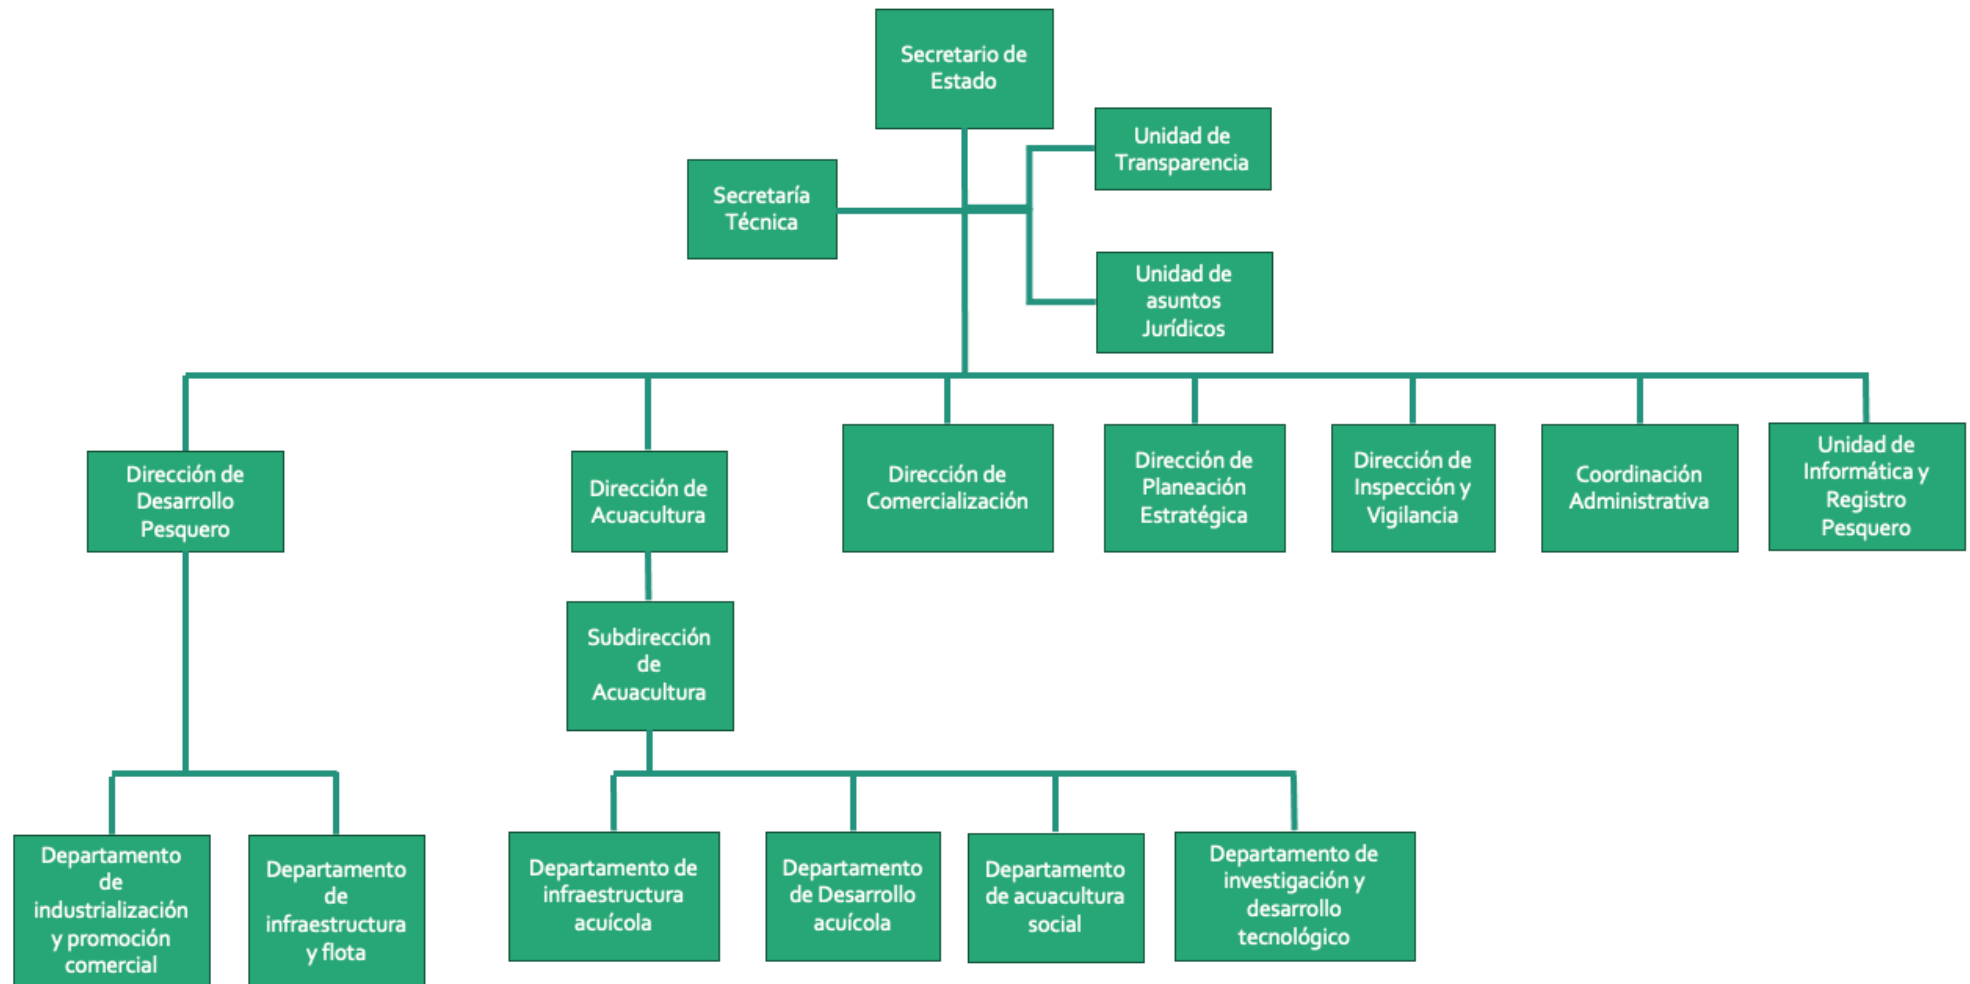 Secretario de
Estado
Unidad de
Transparencia
Secretaría
Técnica
Unidad de
asuntos
Jurídicos
Dirección de
Desarrollo
Pesquero
Dirección de
Acuacultura
Dirección de
Comercialización
Dirección de
Planeación
Estratégica
Dirección de
Inspección y
Vigilancia
Coordinación
Administrativa
Unidad de
Informática y
Registro
Pesquero
Subdirección
de
Acuacultura
Departamento
de
industrialización
y promoción
comercial
Departamento
de
infraestructura
y flota
Departamento de
infraestructura
acuícola
Departamento
de Desarrollo
acuícola
Departamento
de acuacultura
social
Departamento de
investigación y
desarrollo
tecnológico